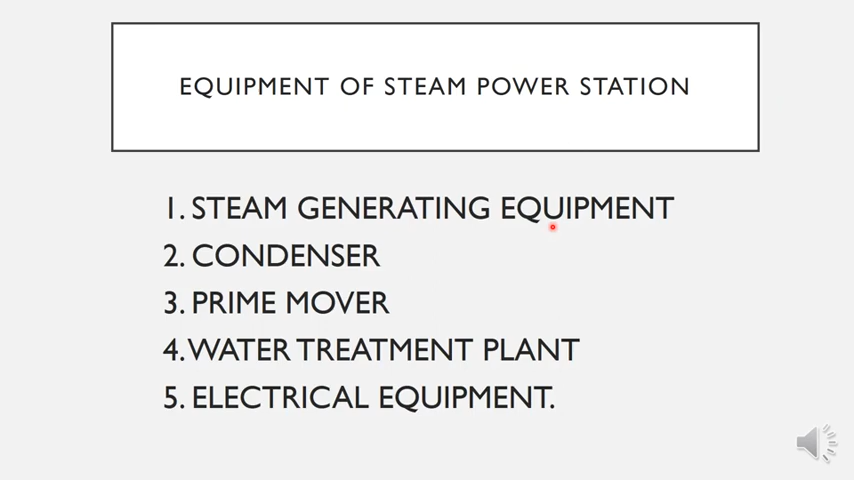 EQUIPMENT OF STEAM POWER STATION
1. STEAM GENERATING EQUIPMENT
2. CONDENSER
3. PRIME MOVER
4. WATER TREATMENT PLANT
5. ELECTRICAL EQUIPMENT.